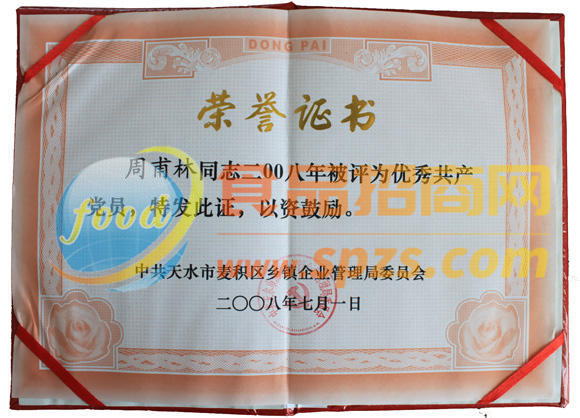 DONG PAI
荣誉证书
周甫林同志二00八年被评为优秀共产
党员，特发此证，以资鼓励。
food
食品招商网
www.spzs.com
中共天水市麦积区乡镇企业管理局委员会
二〇〇八年七月一日